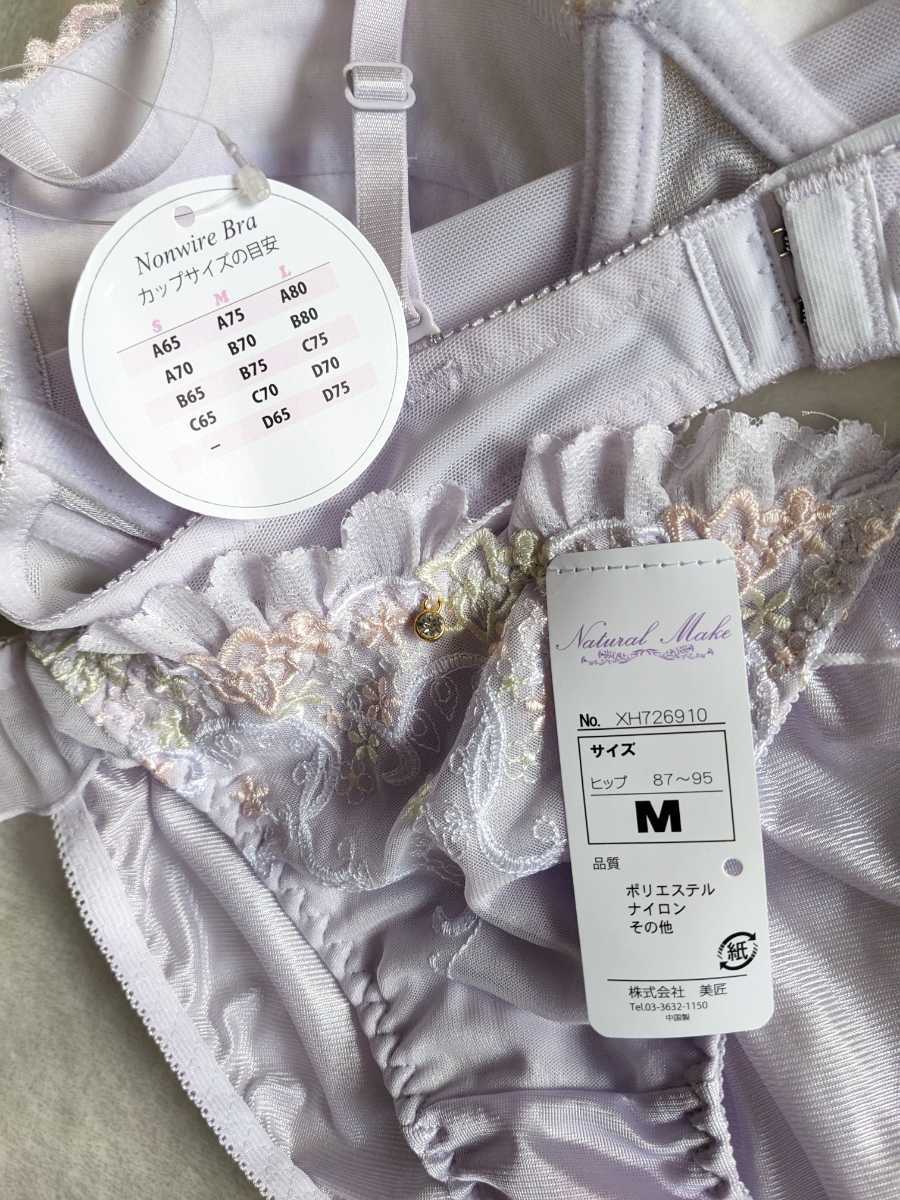 Nonwire Bra
カップサイズの目安
S M L
A65 A75 A80
A70 B70 B80
B65 B75 C75
C65 C70 D70
– D65 D75
Natural Make
No. XH726910
サイズ
ヒップ 87～95
M
品質
ポリエステル
ナイロン
その他
紙
株式会社 美匠
Tel.03-3632-1150
中国製